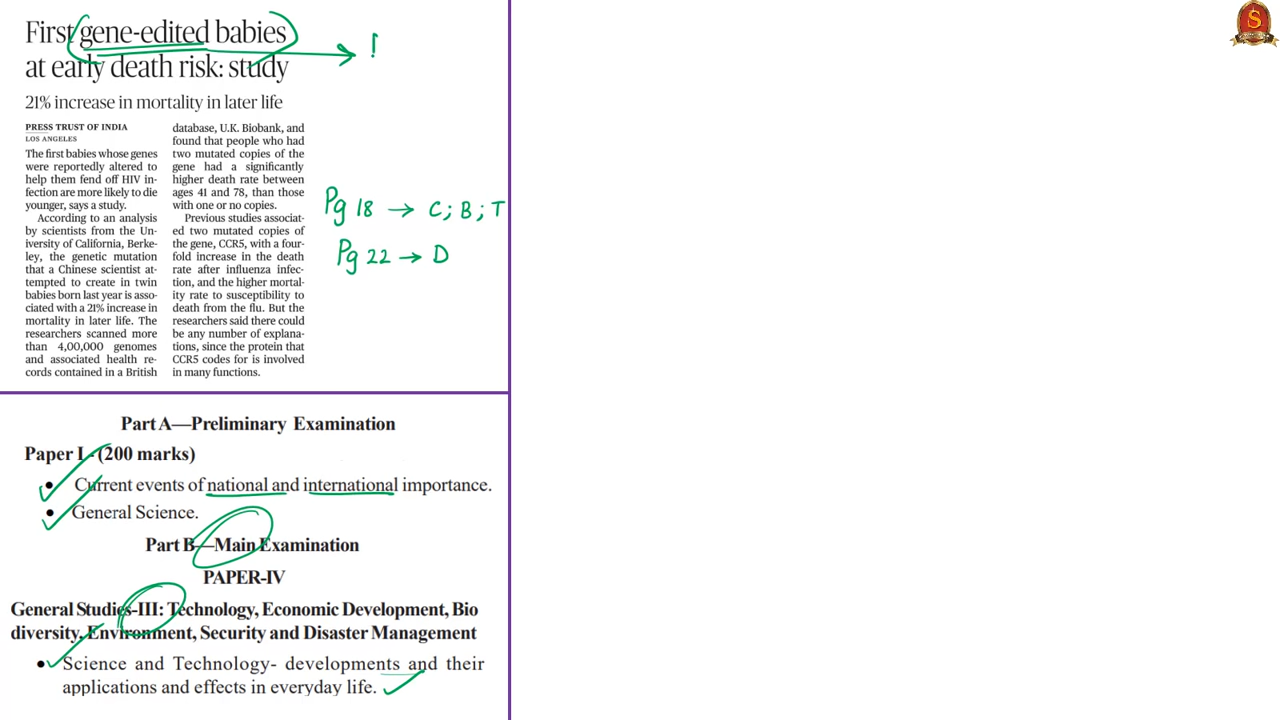 First gene-edited babies
at early death risk: study
21% increase in mortality in later life
PRESS TRUST OF INDIA
LOS ANGELES
The first babies whose genes
were reportedly altered to
help them fend off HIV in-
fection are more likely to die
younger, says a study.
According to an analysis
by scientists from the Un-
iversity of California, Berke-
ley, the genetic mutation
that a Chinese scientist at-
tempted to create in twin
babies born last year is asso-
ciated with a 21% increase in
mortality in later life. The
researchers scanned more
than 4,00,000 genomes
and associated health re-
cords contained in a British
database, U.K. Biobank, and
found that people who had
two mutated copies of the
gene had a significantly
higher death rate between
ages 41 and 78, than those
with one or no copies.
Previous studies associat-
ed two mutated copies of
the gene, CCR5, with a four-
fold increase in the death
rate after influenza infec-
tion, and the higher mortal-
ity rate to susceptibility to
death from the flu. But the
researchers said there could
be any number of explana-
tions, since the protein that
CCR5 codes for is involved
in many functions.
Pg 18 → C; B; T
Pg 22 → D
Part A—Preliminary Examination
Paper I - (200 marks)
• Current events of national and international importance.
• General Science.
Part B—Main Examination
PAPER-IV
General Studies-III: Technology, Economic Development, Bio
diversity, Environment, Security and Disaster Management
• Science and Technology- developments and their
applications and effects in everyday life.
S